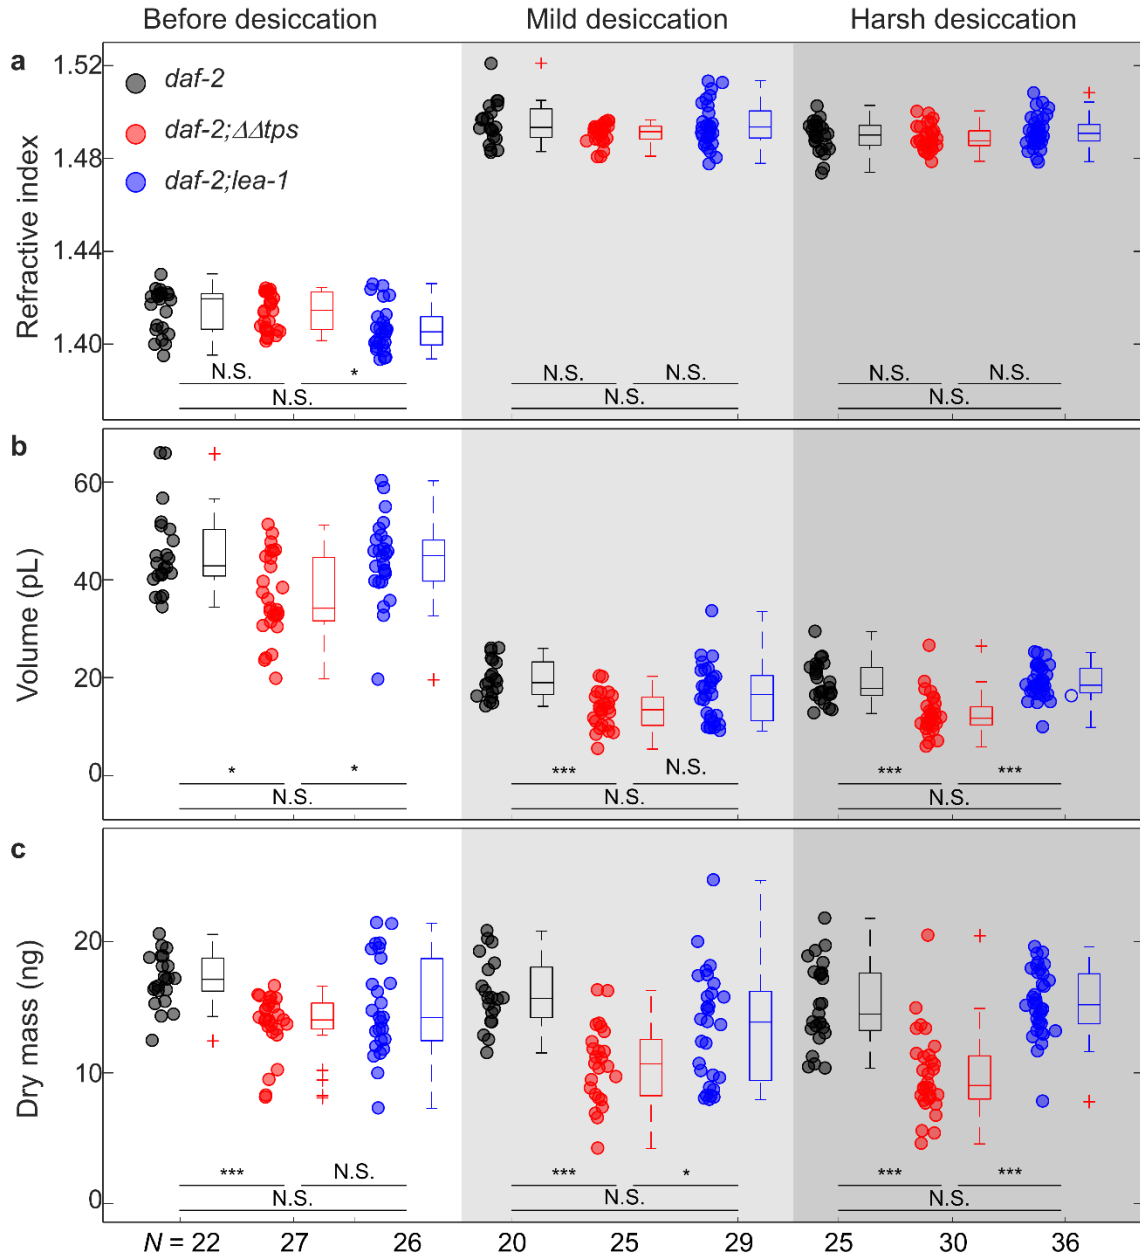 Before desiccation Mild desiccation Harsh desiccation
a
1.52
1.48
1.44
1.40
Refractive index
daf-2
daf-2;ΔΔtps
daf-2;lea-1
N.S. * N.S. N.S. N.S. N.S.
N.S. N.S. N.S.
b
60
40
20
0
Volume (pL)
* * *** N.S. *** ***
N.S. N.S. N.S.
c
20
10
0
Dry mass (ng)
*** N.S. *** * *** ***
N.S. N.S. N.S.
N = 22 27 26 20 25 29 25 30 36